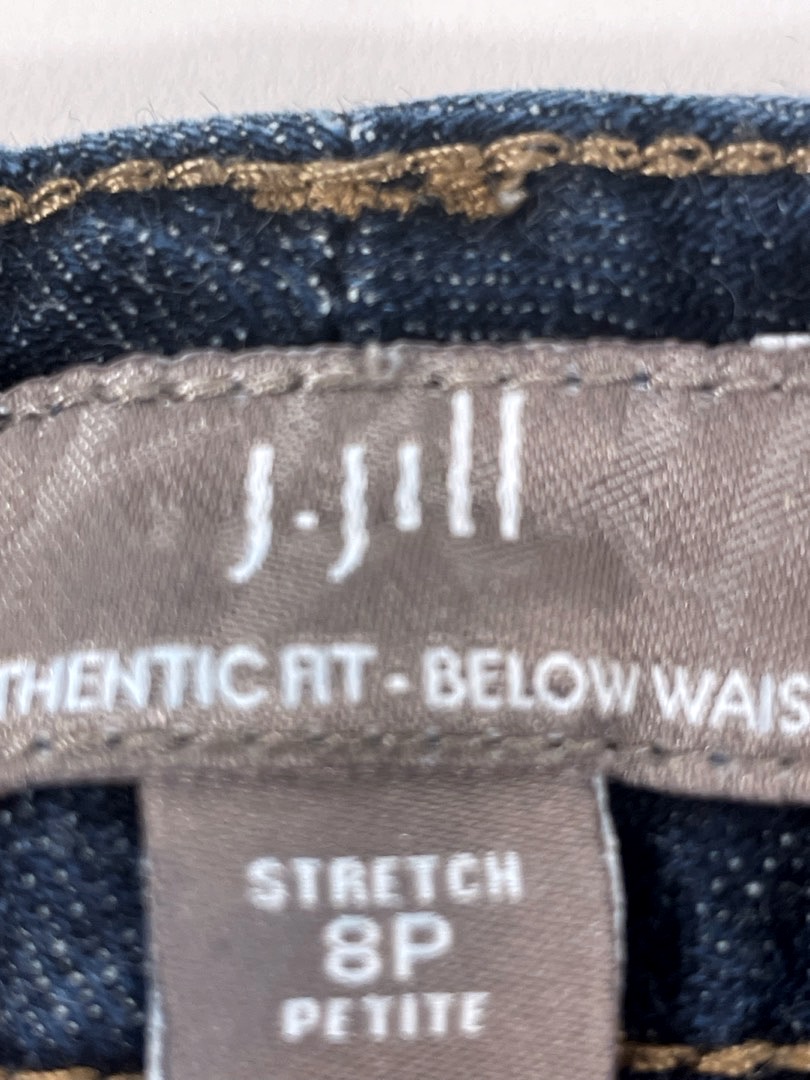 J.Jill
THENTIC FIT - BELOW WAIS
STRETCH
8P
PETITE